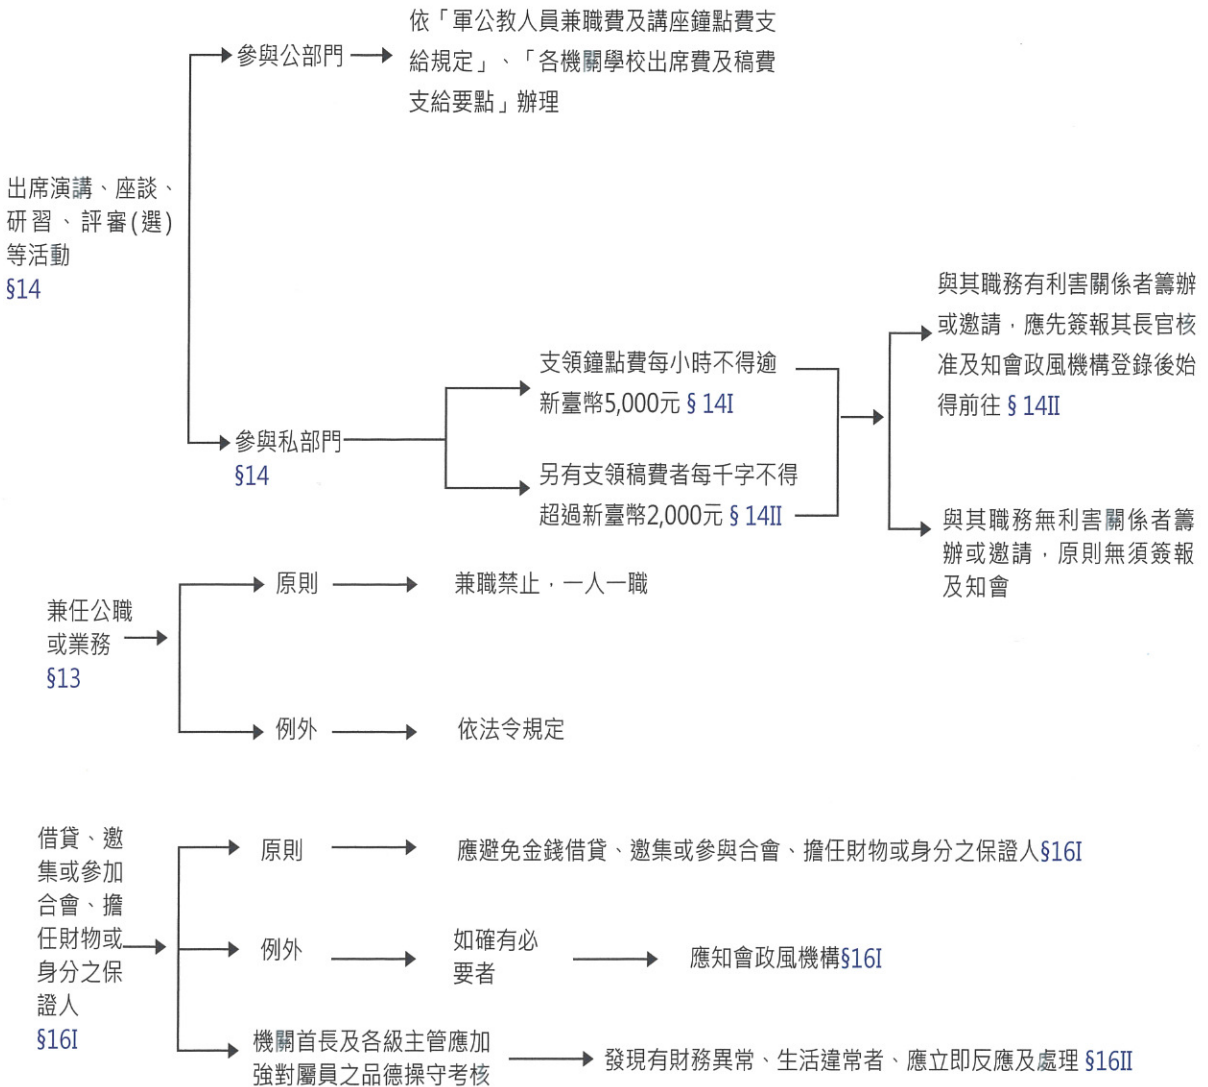 依「軍公教人員兼職費及講座鐘點費支
參與公部門
給規定」、「各機關學校出席費及稿費
支給要點」辦理
出席演講、座談、
研習、評審(選)
等活動
§14
參與私部門
§14
支領鐘點費每小時不得逾
新臺幣5,000元 § 14I
另有支領稿費者每千字不得
超過新臺幣2,000元 § 14II
與其職務有利害關係者籌辦
或邀請，應先簽報其長官核
准及知會政風機構登錄後始
得前往 § 14II
與其職務無利害關係者籌
辦或邀請，原則無須簽報
及知會
兼任公職
或業務
§13
原則
兼職禁止，一人一職
例外
依法令規定
借貸、邀
集或參加
合會、擔
任財物或
身分之保
證人
§16I
原則
應避免金錢借貸、邀集或參與合會、擔任財物或身分之保證人§16I
例外
如確有必
要者
應知會政風機構§16I
機關首長及各級主管應加
強對屬員之品德操守考核
發現有財務異常、生活違常者、應立即反應及處理 §16II